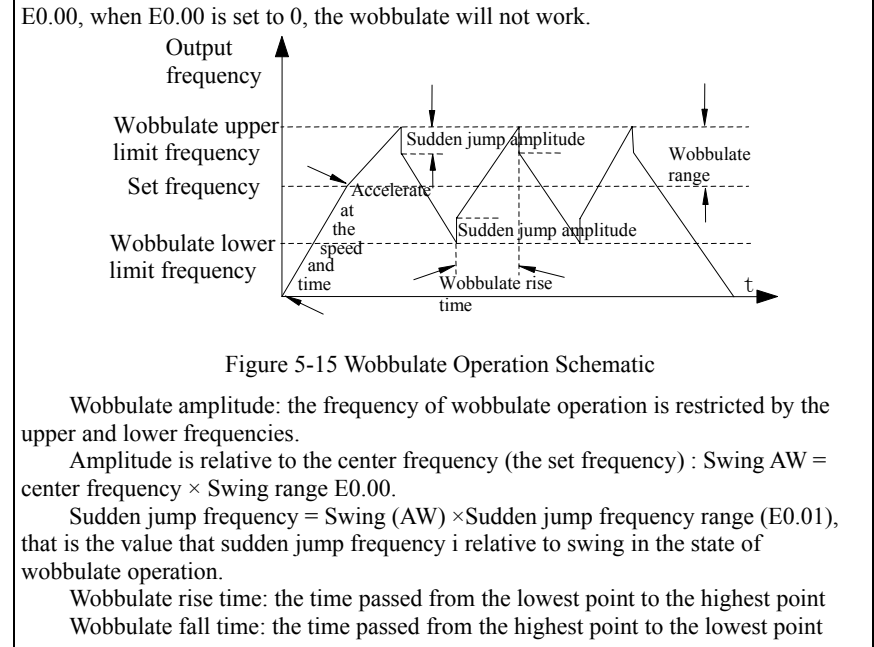 E0.00, when E0.00 is set to 0, the wobbulate will not work.
Output
frequency
Wobbulate upper
limit frequency
Sudden jump amplitude
Wobbulate
range
Set frequency
Accelerate
at
the
speed
and
time
Wobbulate lower
limit frequency
Sudden jump amplitude
Wobbulate rise
time
t
Figure 5-15 Wobbulate Operation Schematic
Wobbulate amplitude: the frequency of wobbulate operation is restricted by the
upper and lower frequencies.
Amplitude is relative to the center frequency (the set frequency) : Swing AW =
center frequency × Swing range E0.00.
Sudden jump frequency = Swing (AW) ×Sudden jump frequency range (E0.01),
that is the value that sudden jump frequency i relative to swing in the state of
wobbulate operation.
Wobbulate rise time: the time passed from the lowest point to the highest point
Wobbulate fall time: the time passed from the highest point to the lowest point